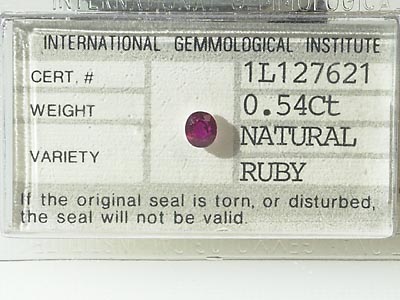 INTERNATIONAL GEMMOLOGICAL INSTITUTE
CERT. # 1L127621
WEIGHT 0.54Ct
VARIETY NATURAL
RUBY
If the original seal is torn, or disturbed,
the seal will not be valid.